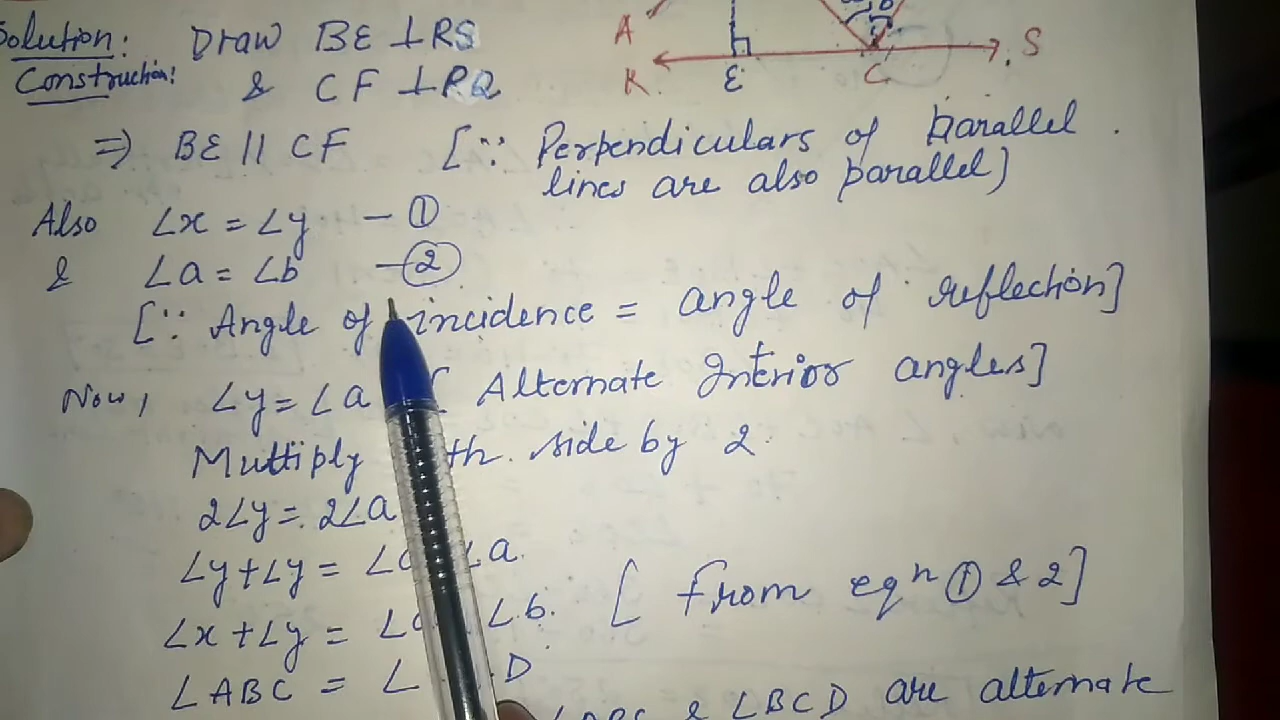 Solution: Draw BE ⊥ RS
A
S
Construction: & CF ⊥ PQ
R
E
C
⇒ BE || CF [∵ Perpendiculars of parallel
lines are also parallel]
Also ∠x = ∠y — ①
& ∠a = ∠b — ②
[∵ Angle of incidence = angle of reflection]
Now, ∠y = ∠a [ Alternate Interior angles]
Multiply side by 2.
2∠y = 2∠a
∠y + ∠y = ∠a
∠x + ∠y = ∠b. [ From eqn ① & 2]
∠ABC = ∠ D
& ∠BCD are alternate